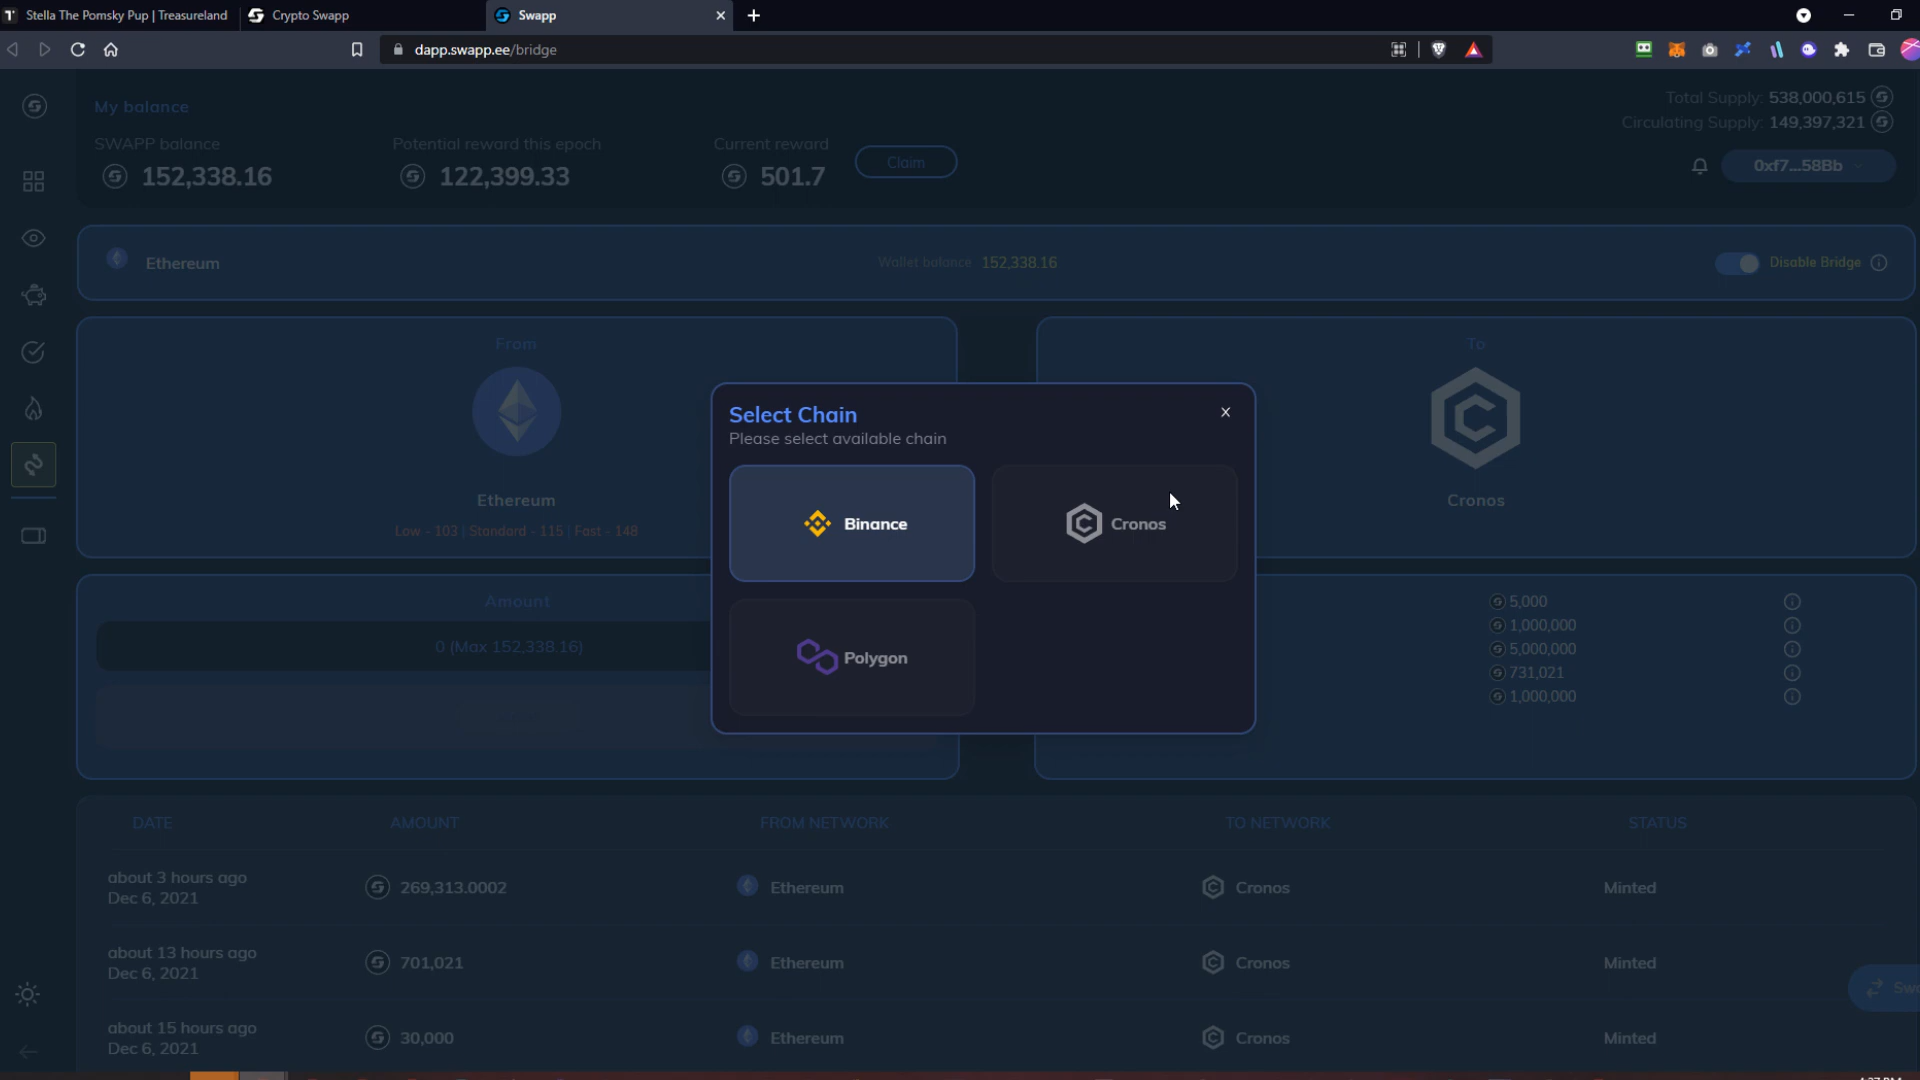 Stella The Pomsky Pup | Treasureland
Crypto Swapp
Swapp
dapp.swapp.ee/bridge
My balance
SWAPP balance
152,338.16
Potential reward this epoch
122,399.33
Current reward
501.7
Claim
Total Supply: 538,000,615
Circulating Supply: 149,397,321
0xf7...58Bb
Ethereum
Wallet balance 152,338.16
Disable Bridge
From
Ethereum
Low - 103 | Standard - 115 | Fast - 148
To
Cronos
Select Chain
Please select available chain
X
Binance
Cronos
Polygon
Amount
0 (Max 152,338.16)
5,000
1,000,000
5,000,000
731,021
1,000,000
DATE AMOUNT FROM NETWORK TO NETWORK STATUS
about 3 hours ago
Dec 6, 2021
269,313.0002 Ethereum Cronos Minted
about 13 hours ago
Dec 6, 2021
701,021 Ethereum Cronos Minted
about 15 hours ago
Dec 6, 2021
30,000 Ethereum Cronos Minted